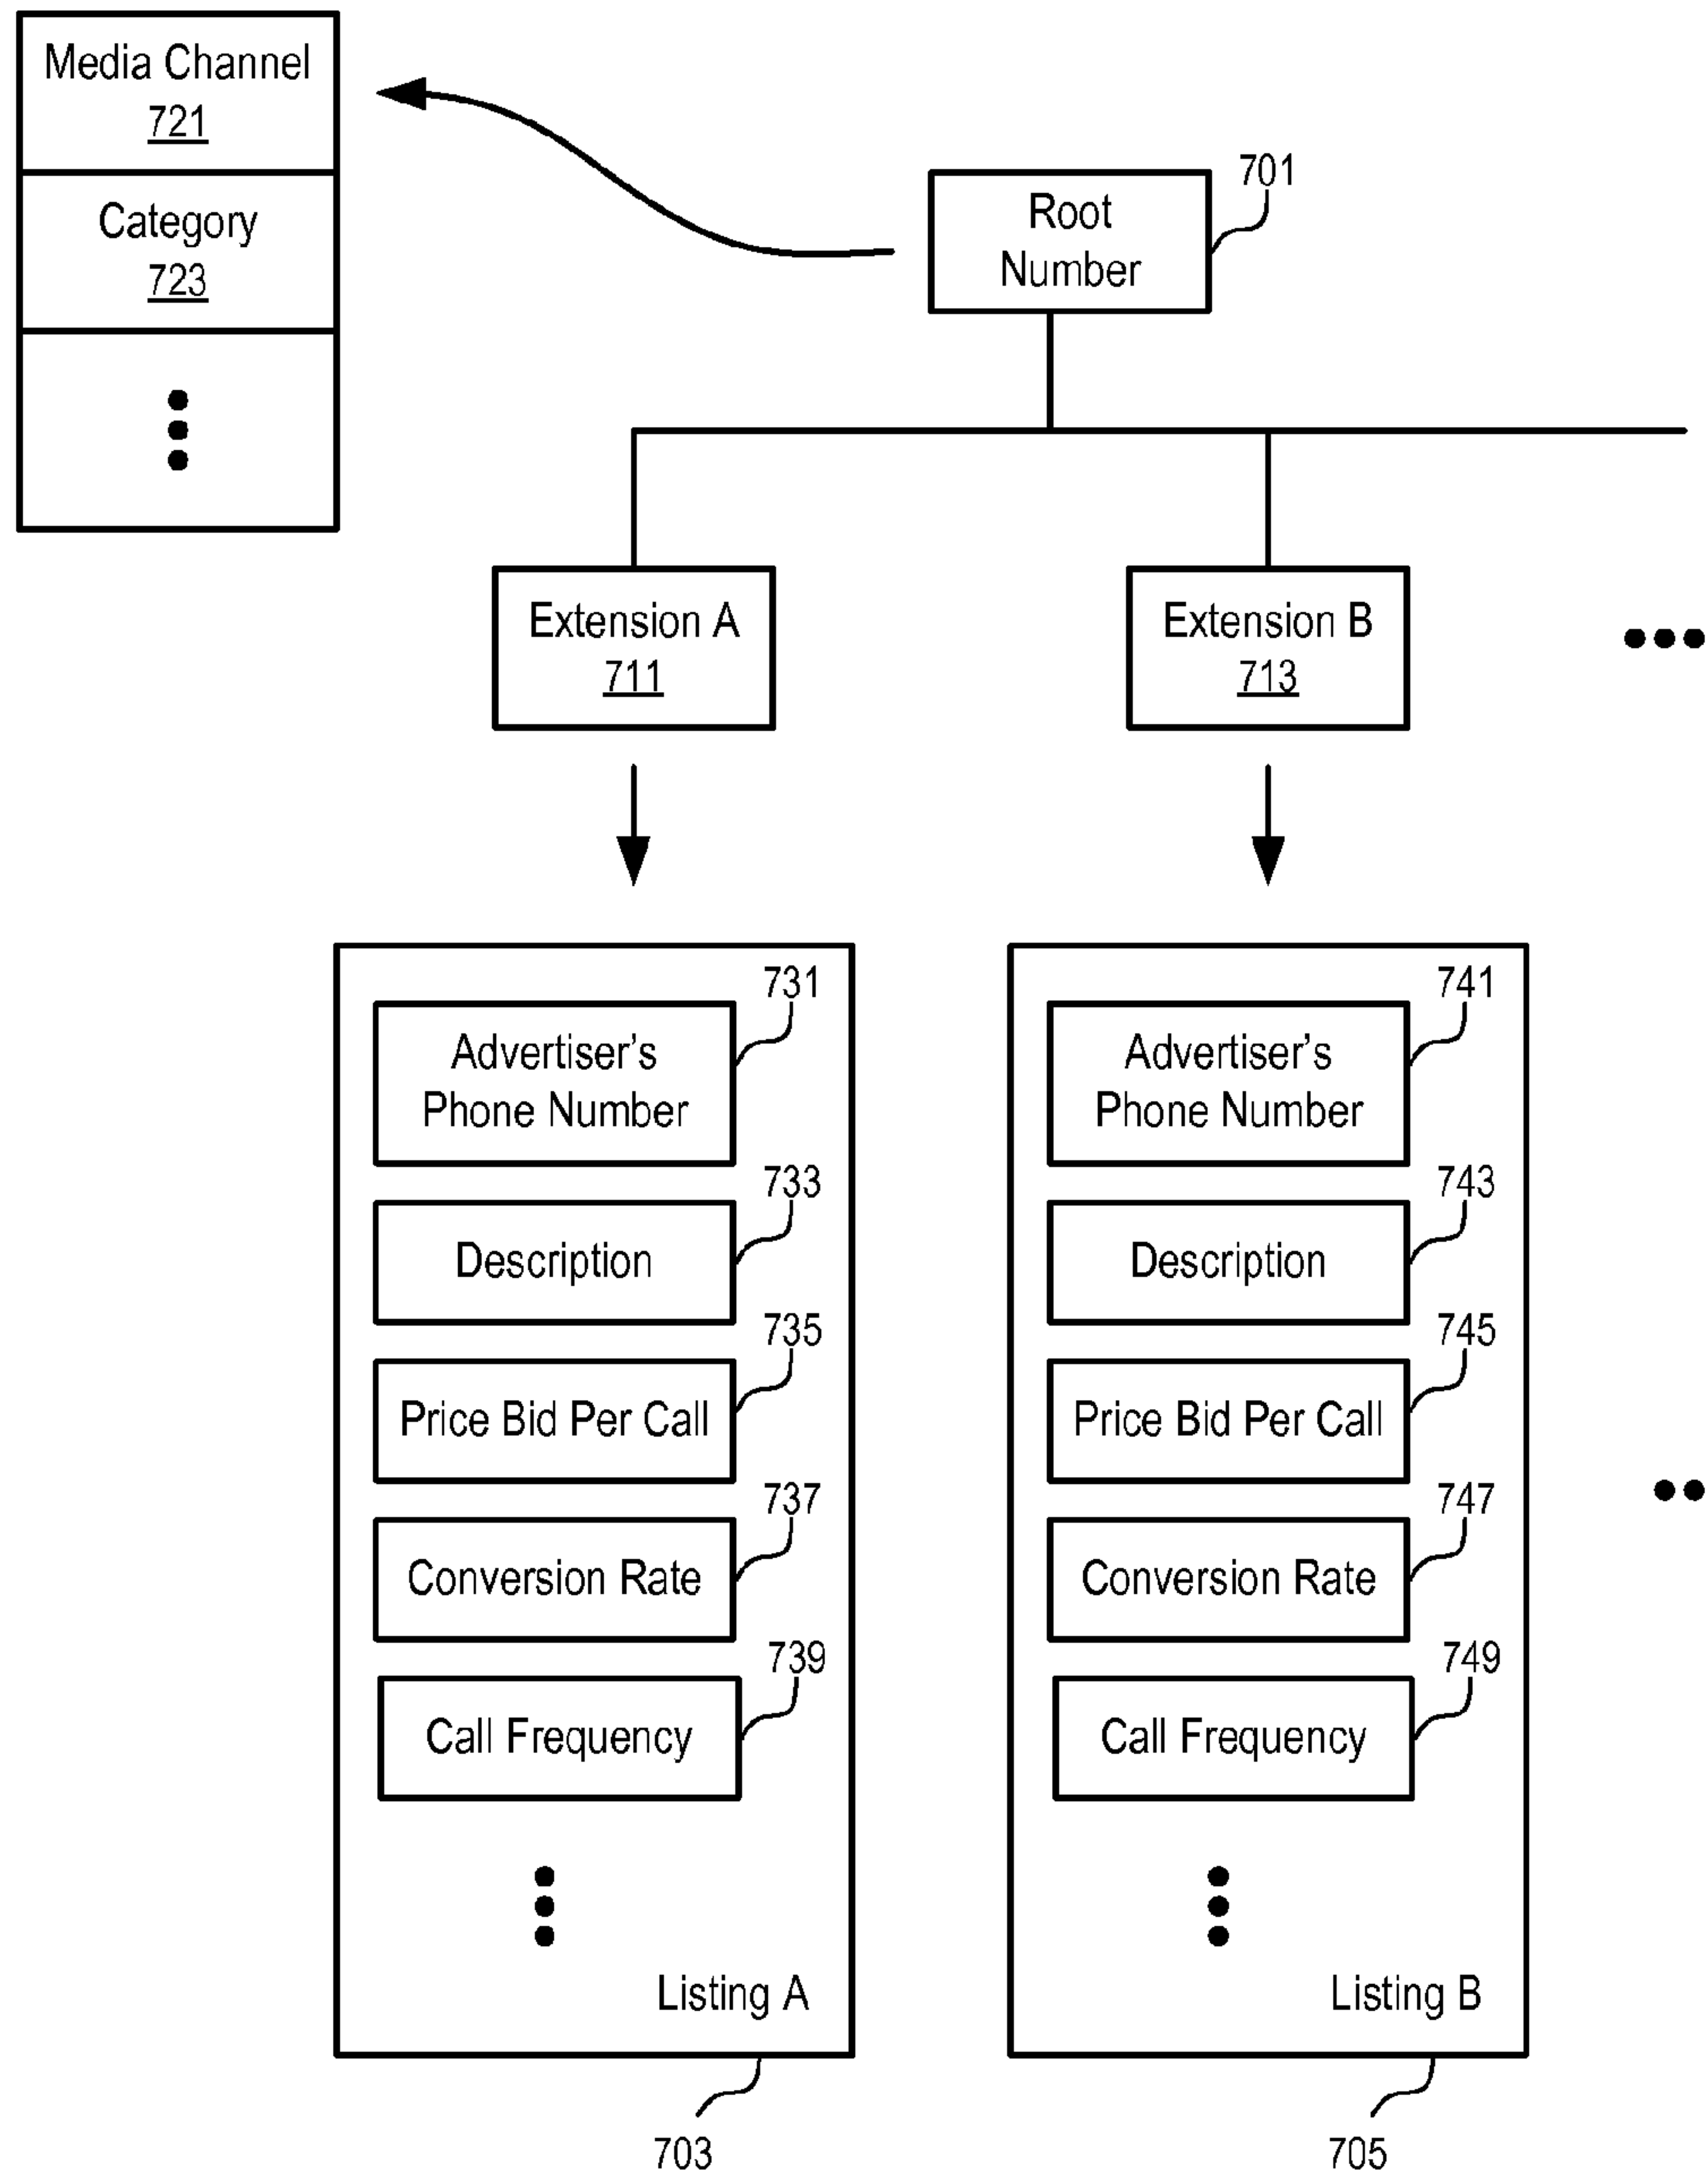 Media Channel
721
Category
723
701
Root
Number
Extension A
711
Extension B
713
731
Advertiser’s
Phone Number
733
Description
735
Price Bid Per Call
737
Conversion Rate
739
Call Frequency
Listing A
703
741
Advertiser’s
Phone Number
743
Description
745
Price Bid Per Call
747
Conversion Rate
749
Call Frequency
Listing B
705